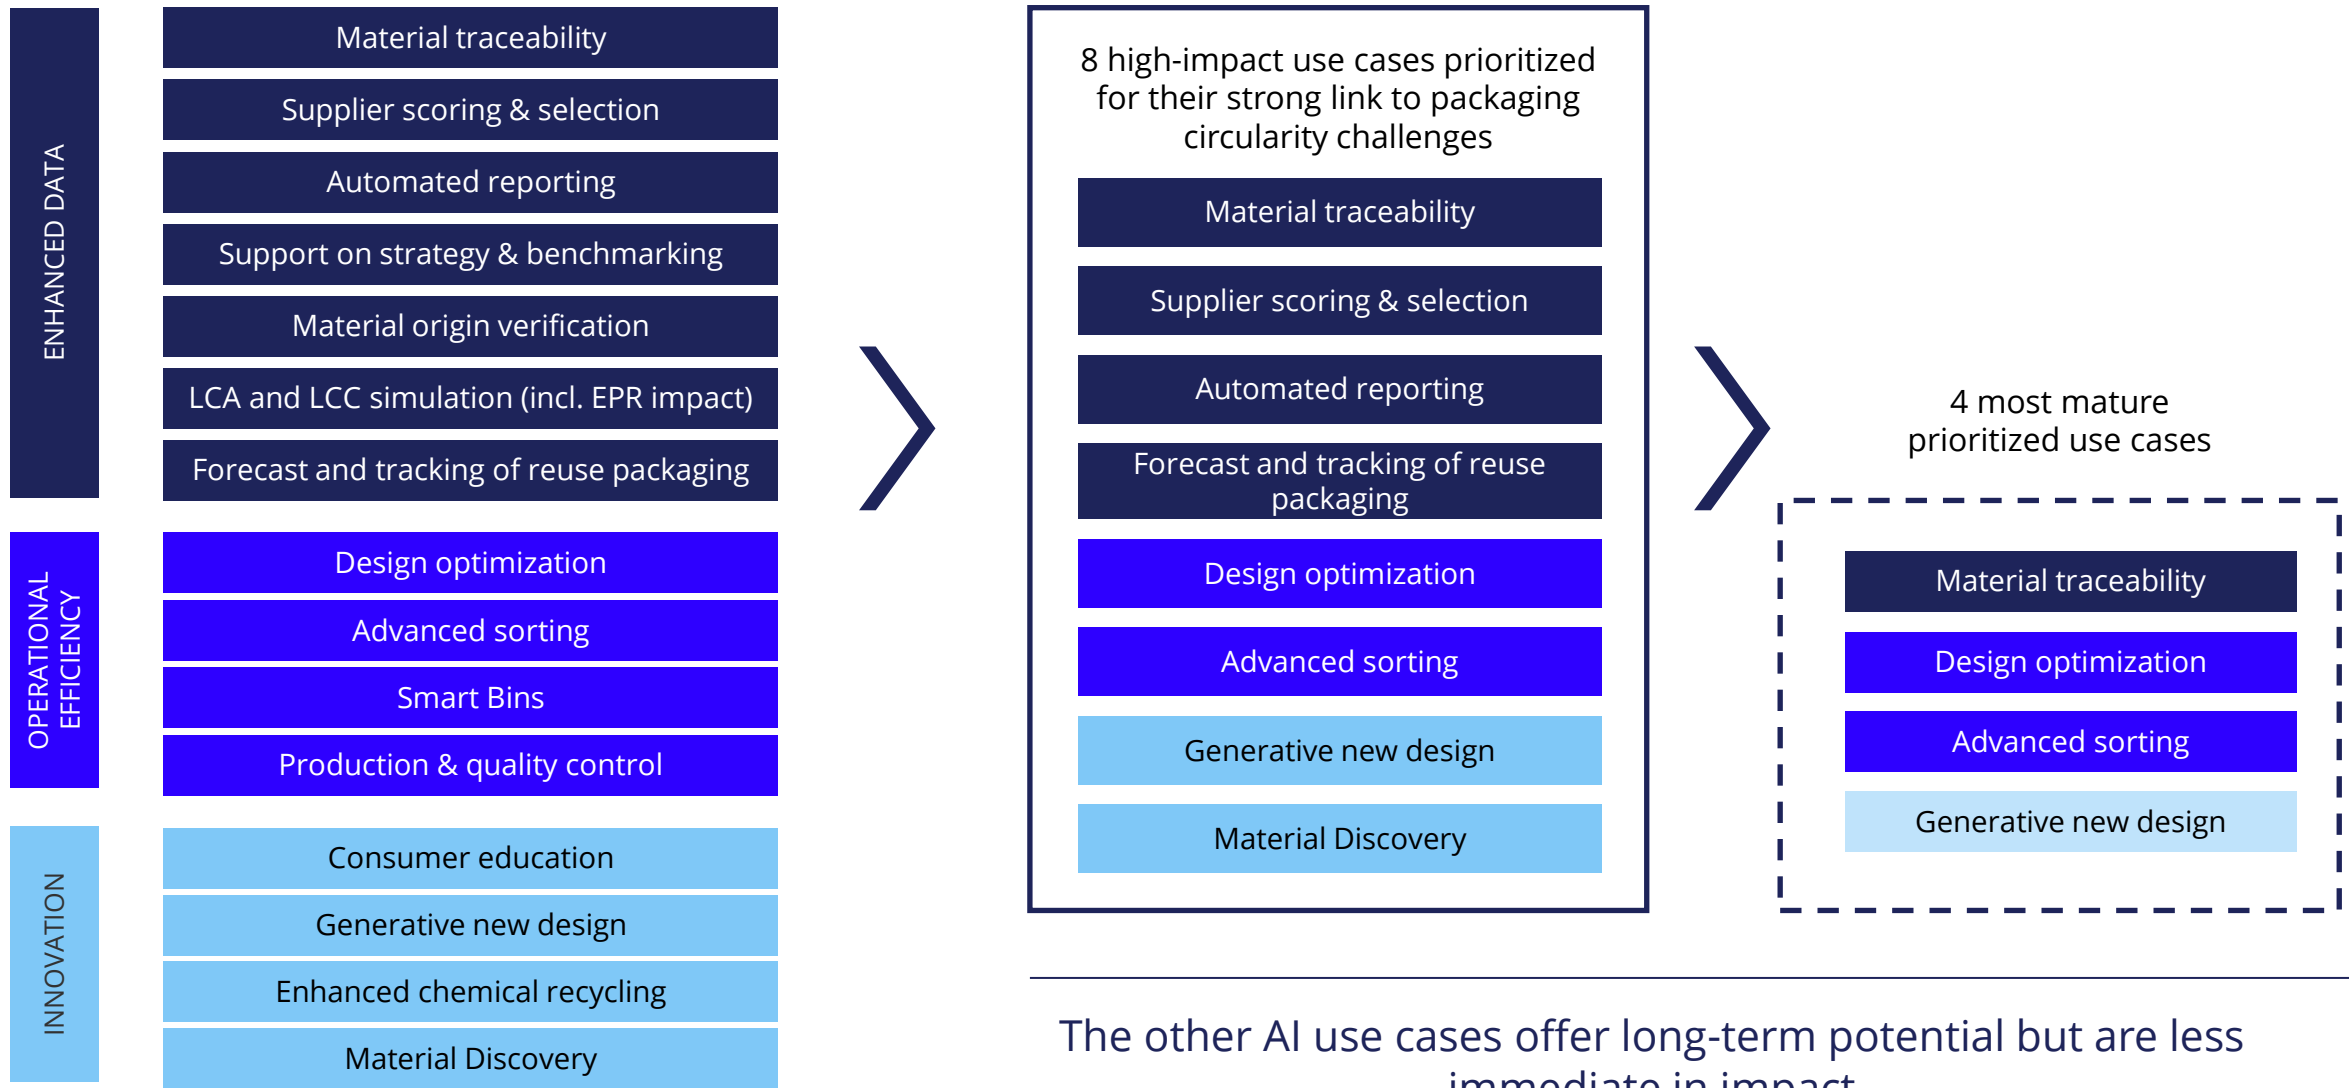 ENHANCED DATA
Material traceability
Supplier scoring & selection
Automated reporting
Support on strategy & benchmarking
Material origin verification
LCA and LCC simulation (incl. EPR impact)
Forecast and tracking of reuse packaging
OPERATIONAL
EFFICIENCY
Design optimization
Advanced sorting
Smart Bins
Production & quality control
INNOVATION
Consumer education
Generative new design
Enhanced chemical recycling
Material Discovery
8 high-impact use cases prioritized
for their strong link to packaging
circularity challenges
Material traceability
Supplier scoring & selection
Automated reporting
Forecast and tracking of reuse
packaging
Design optimization
Advanced sorting
Generative new design
Material Discovery
4 most mature
prioritized use cases
Material traceability
Design optimization
Advanced sorting
Generative new design
The other AI use cases offer long-term potential but are less
immediate in impact